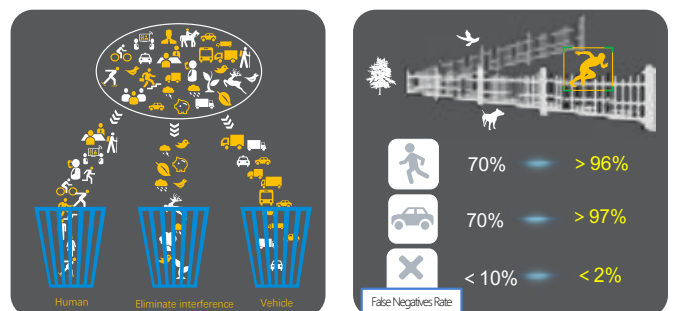 Human
Eliminate interference
Vehicle
70% > 96%
70% > 97%
< 10% < 2%
False Negatives Rate